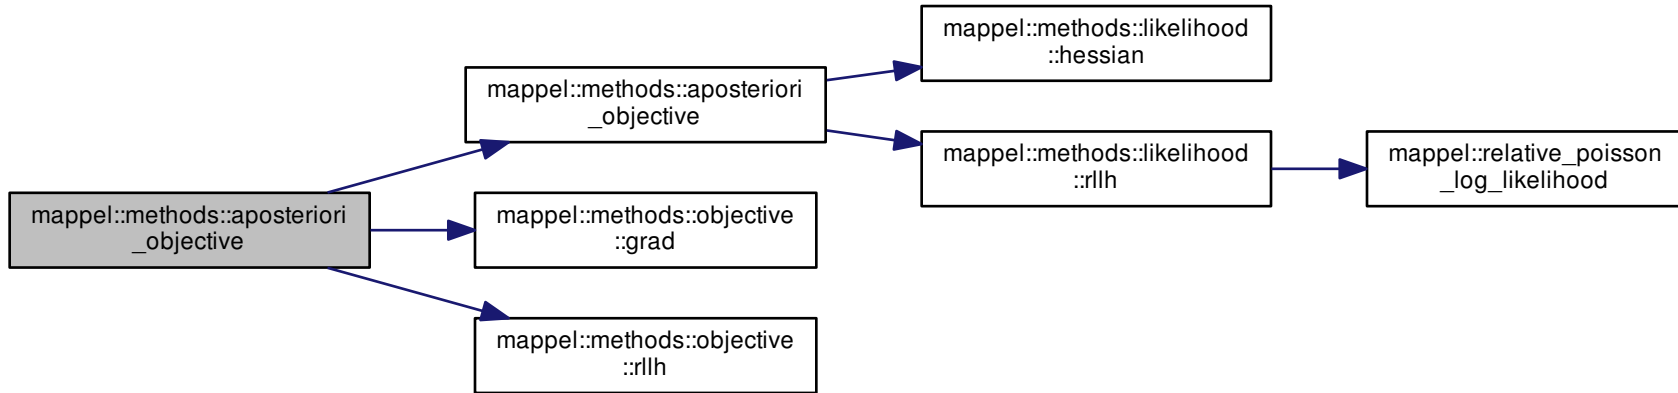 mappel::methods::aposteriori
_objective
mappel::methods::aposteriori
_objective
mappel::methods::likelihood
::hessian
mappel::methods::likelihood
::rllh
mappel::relative_poisson
_log_likelihood
mappel::methods::objective
::grad
mappel::methods::objective
::rllh